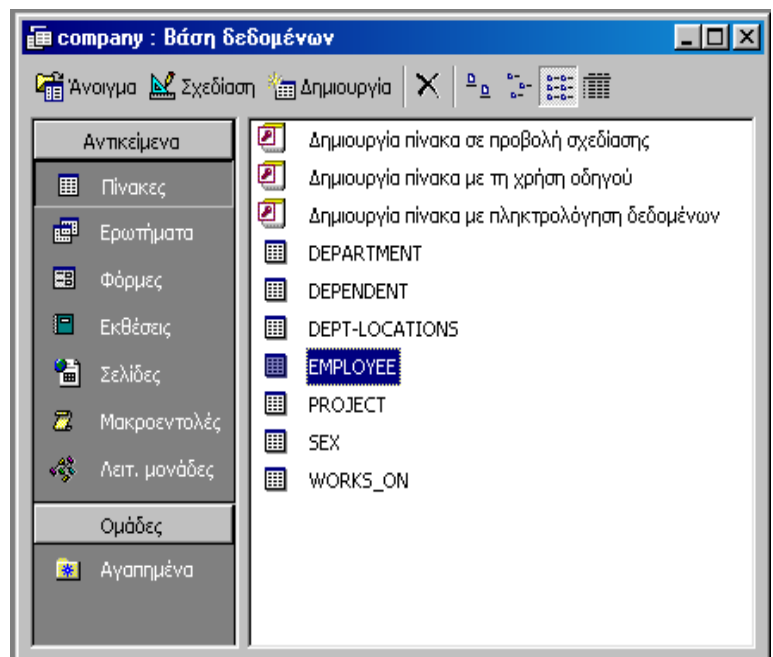 company : Βάση δεδομένων
Άνοιγμα Σχεδίαση Δημιουργία
Αντικείμενα
Πίνακες
Ερωτήματα
Φόρμες
Εκθέσεις
Σελίδες
Μακροεντολές
Λειτ. μονάδες
Ομάδες
Αγαπημένα
Δημιουργία πίνακα σε προβολή σχεδίασης
Δημιουργία πίνακα με τη χρήση οδηγού
Δημιουργία πίνακα με πληκτρολόγηση δεδομένων
DEPARTMENT
DEPENDENT
DEPT-LOCATIONS
EMPLOYEE
PROJECT
SEX
WORKS_ON